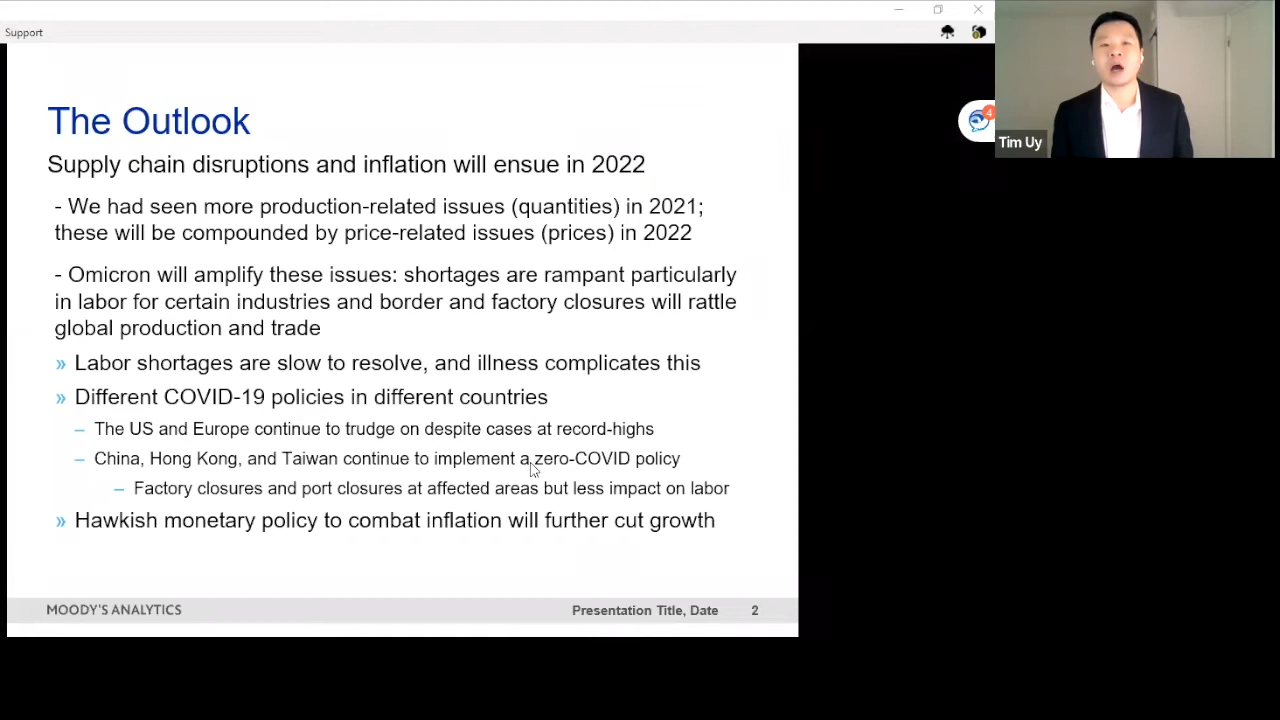 Support
4
Tim Uy
The Outlook
Supply chain disruptions and inflation will ensue in 2022
- We had seen more production-related issues (quantities) in 2021;
these will be compounded by price-related issues (prices) in 2022
- Omicron will amplify these issues: shortages are rampant particularly
in labor for certain industries and border and factory closures will rattle
global production and trade
» Labor shortages are slow to resolve, and illness complicates this
» Different COVID-19 policies in different countries
– The US and Europe continue to trudge on despite cases at record-highs
– China, Hong Kong, and Taiwan continue to implement a zero-COVID policy
– Factory closures and port closures at affected areas but less impact on labor
» Hawkish monetary policy to combat inflation will further cut growth
MOODY'S ANALYTICS
Presentation Title, Date 2